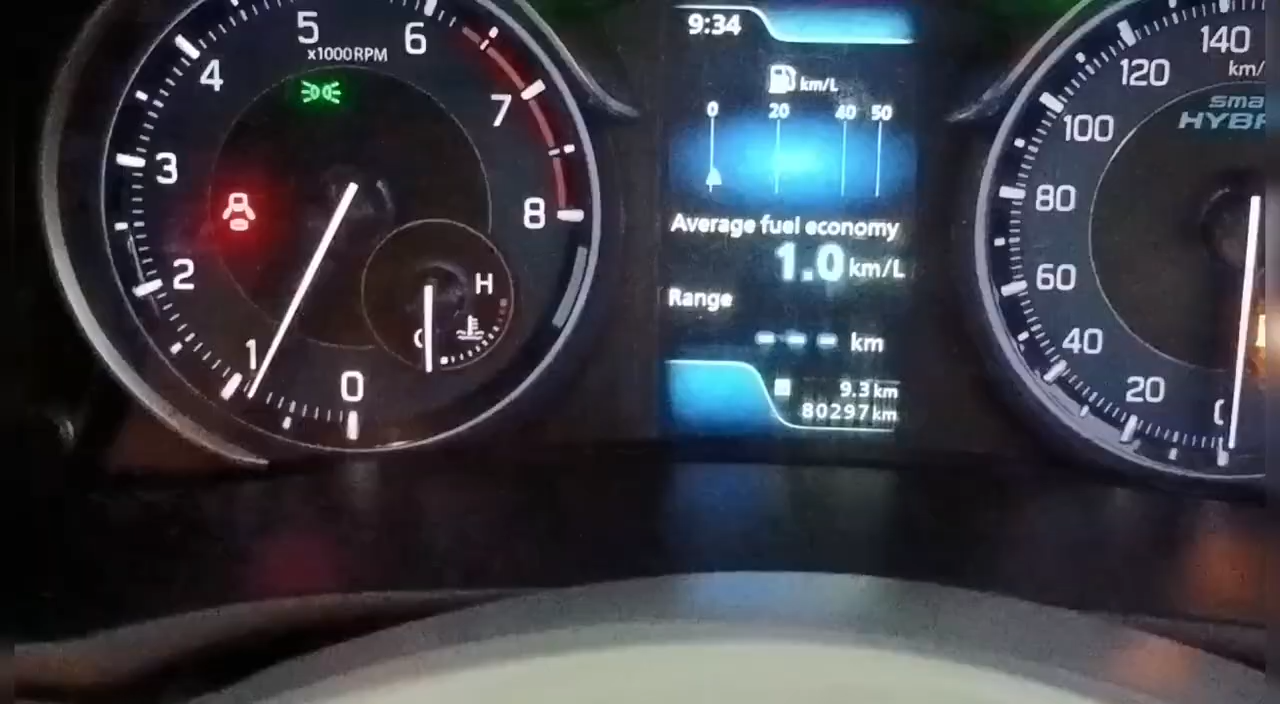 5
x1000RPM
6
4
7
3
8
2
1
0
H
9:34
km/L
0 20 40 50
Average fuel economy
1.0 km/L
Range
--- km
9.3 km
80297 km
140
km/
120
100
80
60
40
20